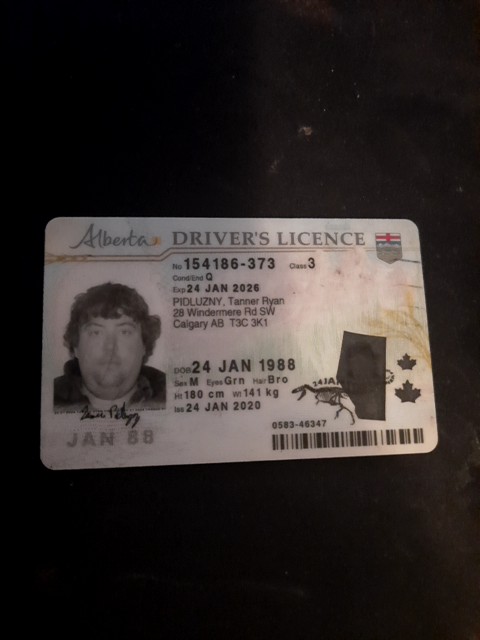 Alberta DRIVER'S LICENCE
No 154186-373 Class 3
Cond/End Q
Exp 24 JAN 2026
PIDLUZNY, Tanner Ryan
28 Windermere Rd SW
Calgary AB T3C 3K1
DOB 24 JAN 1988
Sex M Eyes Grn Hair Bro
Ht 180 cm Wt 141 kg
Iss 24 JAN 2020
JAN 88
0583-46347